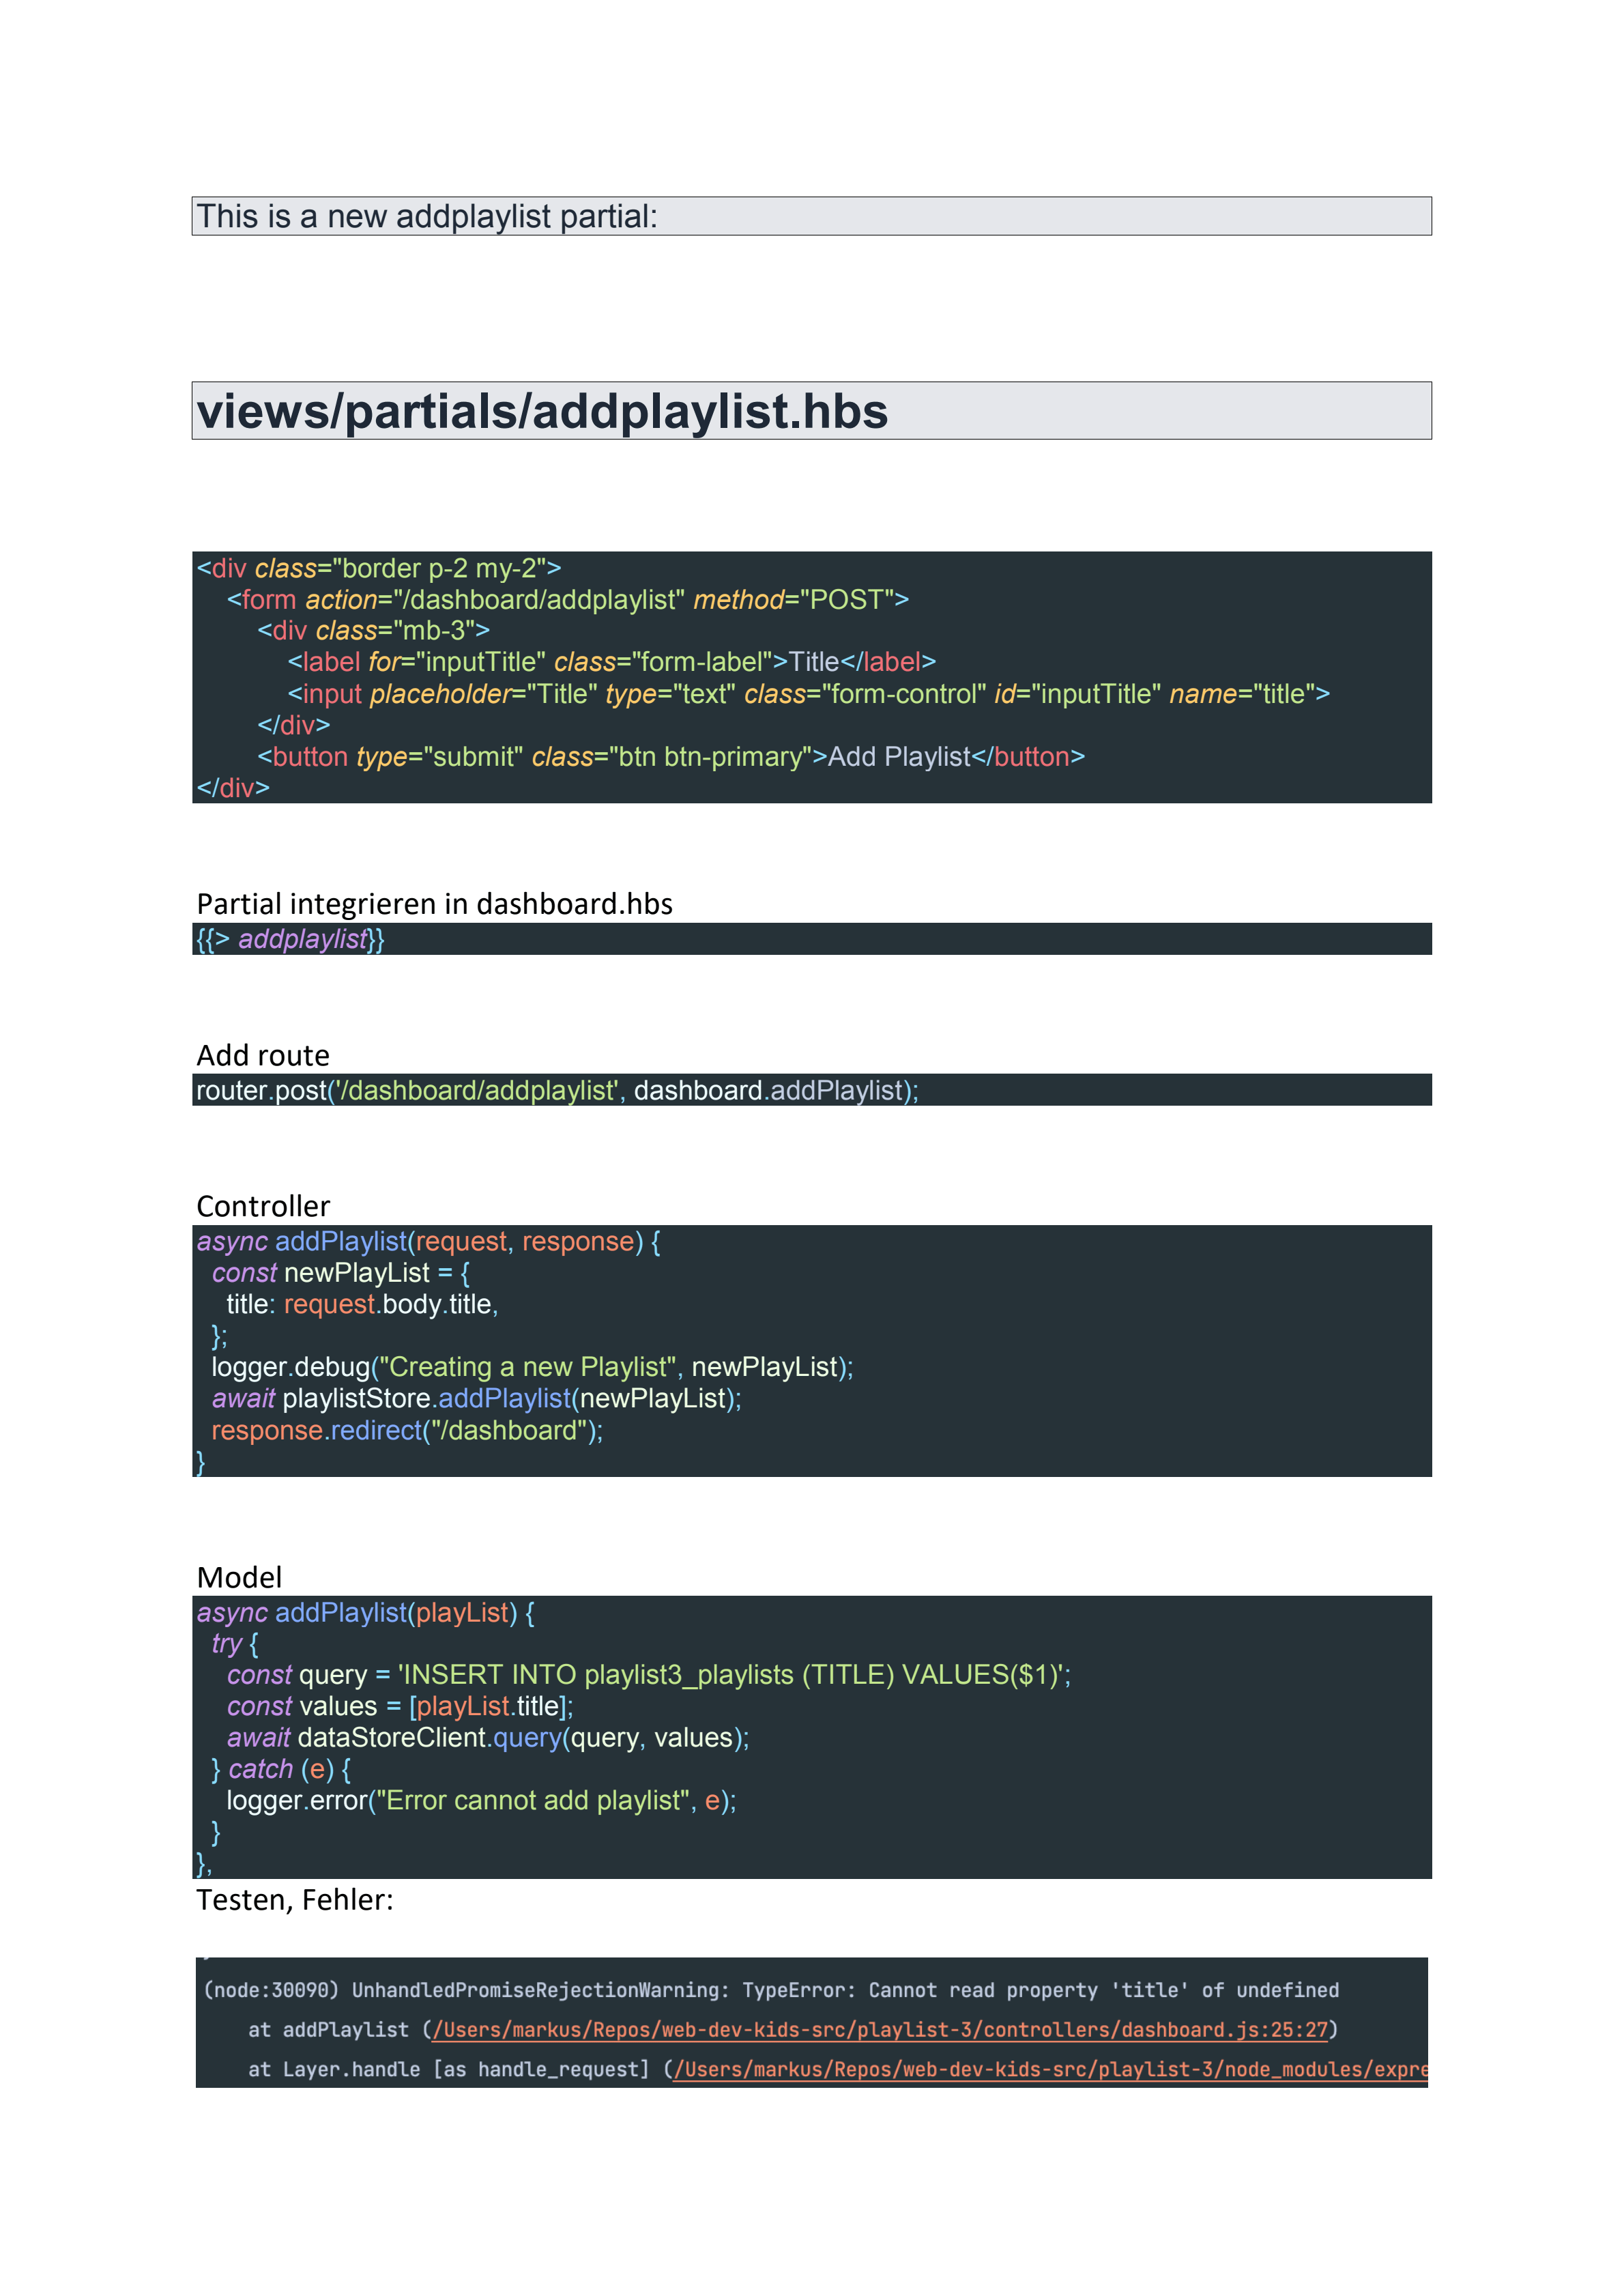 This is a new addplaylist partial:
views/partials/addplaylist.hbs
<div class="border p-2 my-2">
    <form action="/dashboard/addplaylist" method="POST">
        <div class="mb-3">
            <label for="inputTitle" class="form-label">Title</label>
            <input placeholder="Title" type="text" class="form-control" id="inputTitle" name="title">
        </div>
        <button type="submit" class="btn btn-primary">Add Playlist</button>
</div>
Partial integrieren in dashboard.hbs
{{> addplaylist}}
Add route
router.post('/dashboard/addplaylist', dashboard.addPlaylist);
Controller
async addPlaylist(request, response) {
  const newPlayList = {
    title: request.body.title,
  };
  logger.debug("Creating a new Playlist", newPlayList);
  await playlistStore.addPlaylist(newPlayList);
  response.redirect("/dashboard");
}
Model
async addPlaylist(playList) {
  try {
    const query = 'INSERT INTO playlist3_playlists (TITLE) VALUES($1)';
    const values = [playList.title];
    await dataStoreClient.query(query, values);
  } catch (e) {
    logger.error("Error cannot add playlist", e);
  }
},
Testen, Fehler:
(node:30090) UnhandledPromiseRejectionWarning: TypeError: Cannot read property 'title' of undefined
    at addPlaylist (/Users/markus/Repos/web-dev-kids-src/playlist-3/controllers/dashboard.js:25:27)
    at Layer.handle [as handle_request] (/Users/markus/Repos/web-dev-kids-src/playlist-3/node_modules/expre